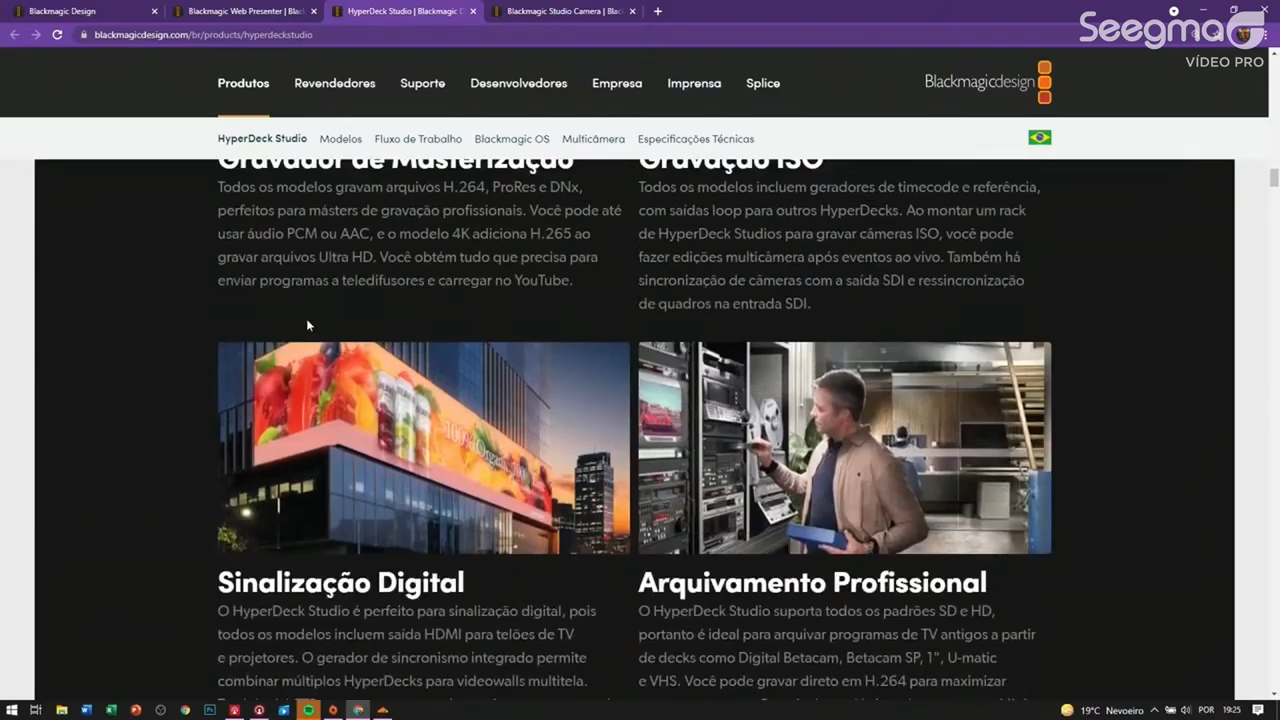 Blackmagic Design
Blackmagic Web Presenter | Blac
HyperDeck Studio | Blackmagic D
Blackmagic Studio Camera | Blac
blackmagicdesign.com/br/products/hyperdeckstudio
Seegma
VÍDEO PRO
Produtos
Revendedores
Suporte
Desenvolvedores
Empresa
Imprensa
Splice
Blackmagicdesign
HyperDeck Studio
Modelos
Fluxo de Trabalho
Blackmagic OS
Multicâmera
Especificações Técnicas
Gravador de Masterização
Todos os modelos gravam arquivos H.264, ProRes e DNx,
perfeitos para másters de gravação profissionais. Você pode até
usar áudio PCM ou AAC, e o modelo 4K adiciona H.265 ao
gravar arquivos Ultra HD. Você obtém tudo que precisa para
enviar programas a teledifusores e carregar no YouTube.
Gravação ISO
Todos os modelos incluem geradores de timecode e referência,
com saídas loop para outros HyperDecks. Ao montar um rack
de HyperDeck Studios para gravar câmeras ISO, você pode
fazer edições multicâmera após eventos ao vivo. Também há
sincronização de câmeras com a saída SDI e ressincronização
de quadros na entrada SDI.
100% Organic
Sinalização Digital
O HyperDeck Studio é perfeito para sinalização digital, pois
todos os modelos incluem saída HDMI para telões de TV
e projetores. O gerador de sincronismo integrado permite
combinar múltiplos HyperDecks para videowalls multitela.
Arquivamento Profissional
O HyperDeck Studio suporta todos os padrões SD e HD,
portanto é ideal para arquivar programas de TV antigos a partir
de decks como Digital Betacam, Betacam SP, 1", U-matic
e VHS. Você pode gravar direto em H.264 para maximizar
19°C Nevoeiro
POR
19:25